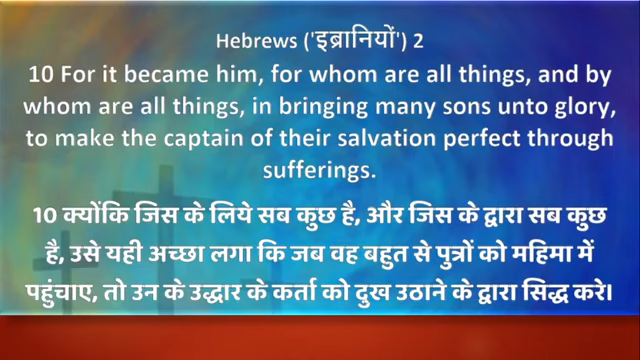 Hebrews ('इब्रानियों') 2
10 For it became him, for whom are all things, and by
whom are all things, in bringing many sons unto glory,
to make the captain of their salvation perfect through
sufferings.
10 क्योंकि जिस के लिये सब कुछ है, और जिस के द्वारा सब कुछ
है, उसे यही अच्छा लगा कि जब वह बहुत से पुत्रों को महिमा में
पहुंचाए, तो उन के उद्धार के कर्ता को दुख उठाने के द्वारा सिद्ध करे।